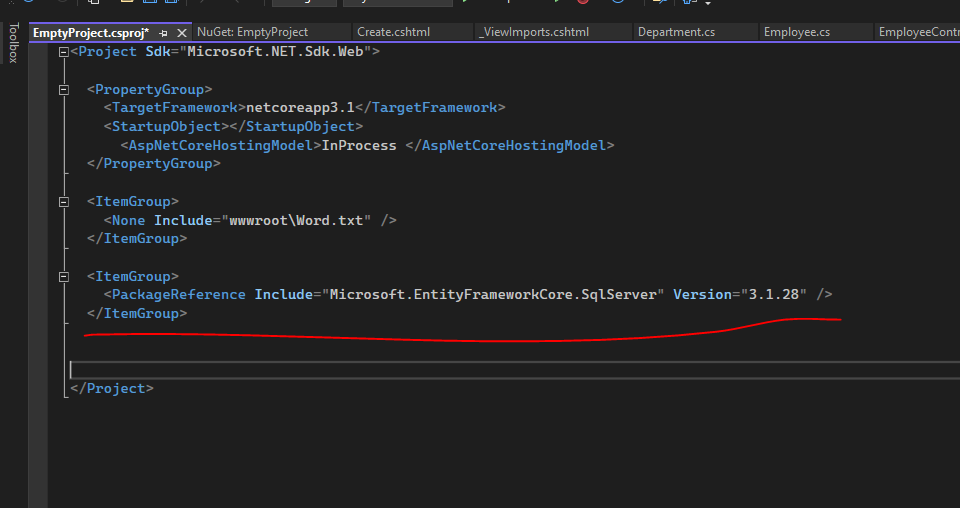 Toolbox
EmptyProject.csproj*
NuGet: EmptyProject
Create.cshtml
_ViewImports.cshtml
Department.cs
Employee.cs
<Project Sdk="Microsoft.NET.Sdk.Web">
<PropertyGroup>
<TargetFramework>netcoreapp3.1</TargetFramework>
<StartupObject></StartupObject>
<AspNetCoreHostingModel>InProcess </AspNetCoreHostingModel>
</PropertyGroup>
<ItemGroup>
<None Include="wwwroot\Word.txt" />
</ItemGroup>
<ItemGroup>
<PackageReference Include="Microsoft.EntityFrameworkCore.SqlServer" Version="3.1.28" />
</ItemGroup>
</Project>